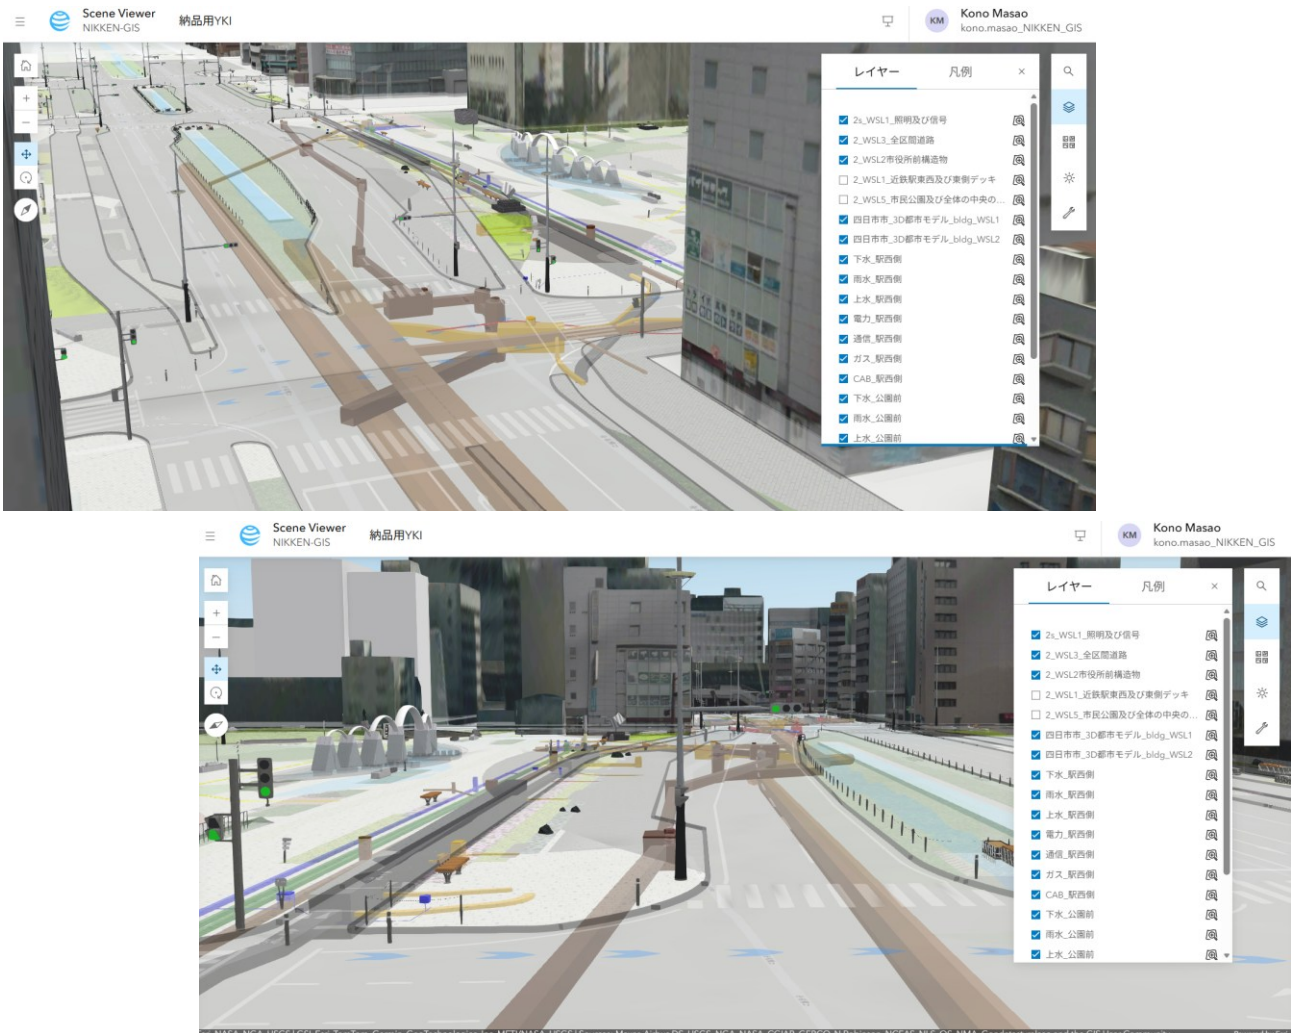 Scene Viewer
NIKKEN-GIS
納品用YKI
KM
Kono Masao
kono.masao_NIKKEN_GIS
レイヤー
凡例
2s_WSL1_照明及び信号
2_WSL3_全区間道路
2_WSL2市役所前構造物
2_WSL1_近鉄駅東西及び東側デッキ
2_WSL5_市民公園及び全体の中央の...
四日市市_3D都市モデル_bldg_WSL1
四日市市_3D都市モデル_bldg_WSL2
下水_駅西側
雨水_駅西側
上水_駅西側
電力_駅西側
通信_駅西側
ガス_駅西側
CAB_駅西側
下水_公園前
雨水_公園前
上水_公園前
Scene Viewer
NIKKEN-GIS
納品用YKI
KM
Kono Masao
kono.masao_NIKKEN_GIS
レイヤー
凡例
2s_WSL1_照明及び信号
2_WSL3_全区間道路
2_WSL2市役所前構造物
2_WSL1_近鉄駅東西及び東側デッキ
2_WSL5_市民公園及び全体の中央の...
四日市市_3D都市モデル_bldg_WSL1
四日市市_3D都市モデル_bldg_WSL2
下水_駅西側
雨水_駅西側
上水_駅西側
電力_駅西側
通信_駅西側
ガス_駅西側
CAB_駅西側
下水_公園前
雨水_公園前
上水_公園前